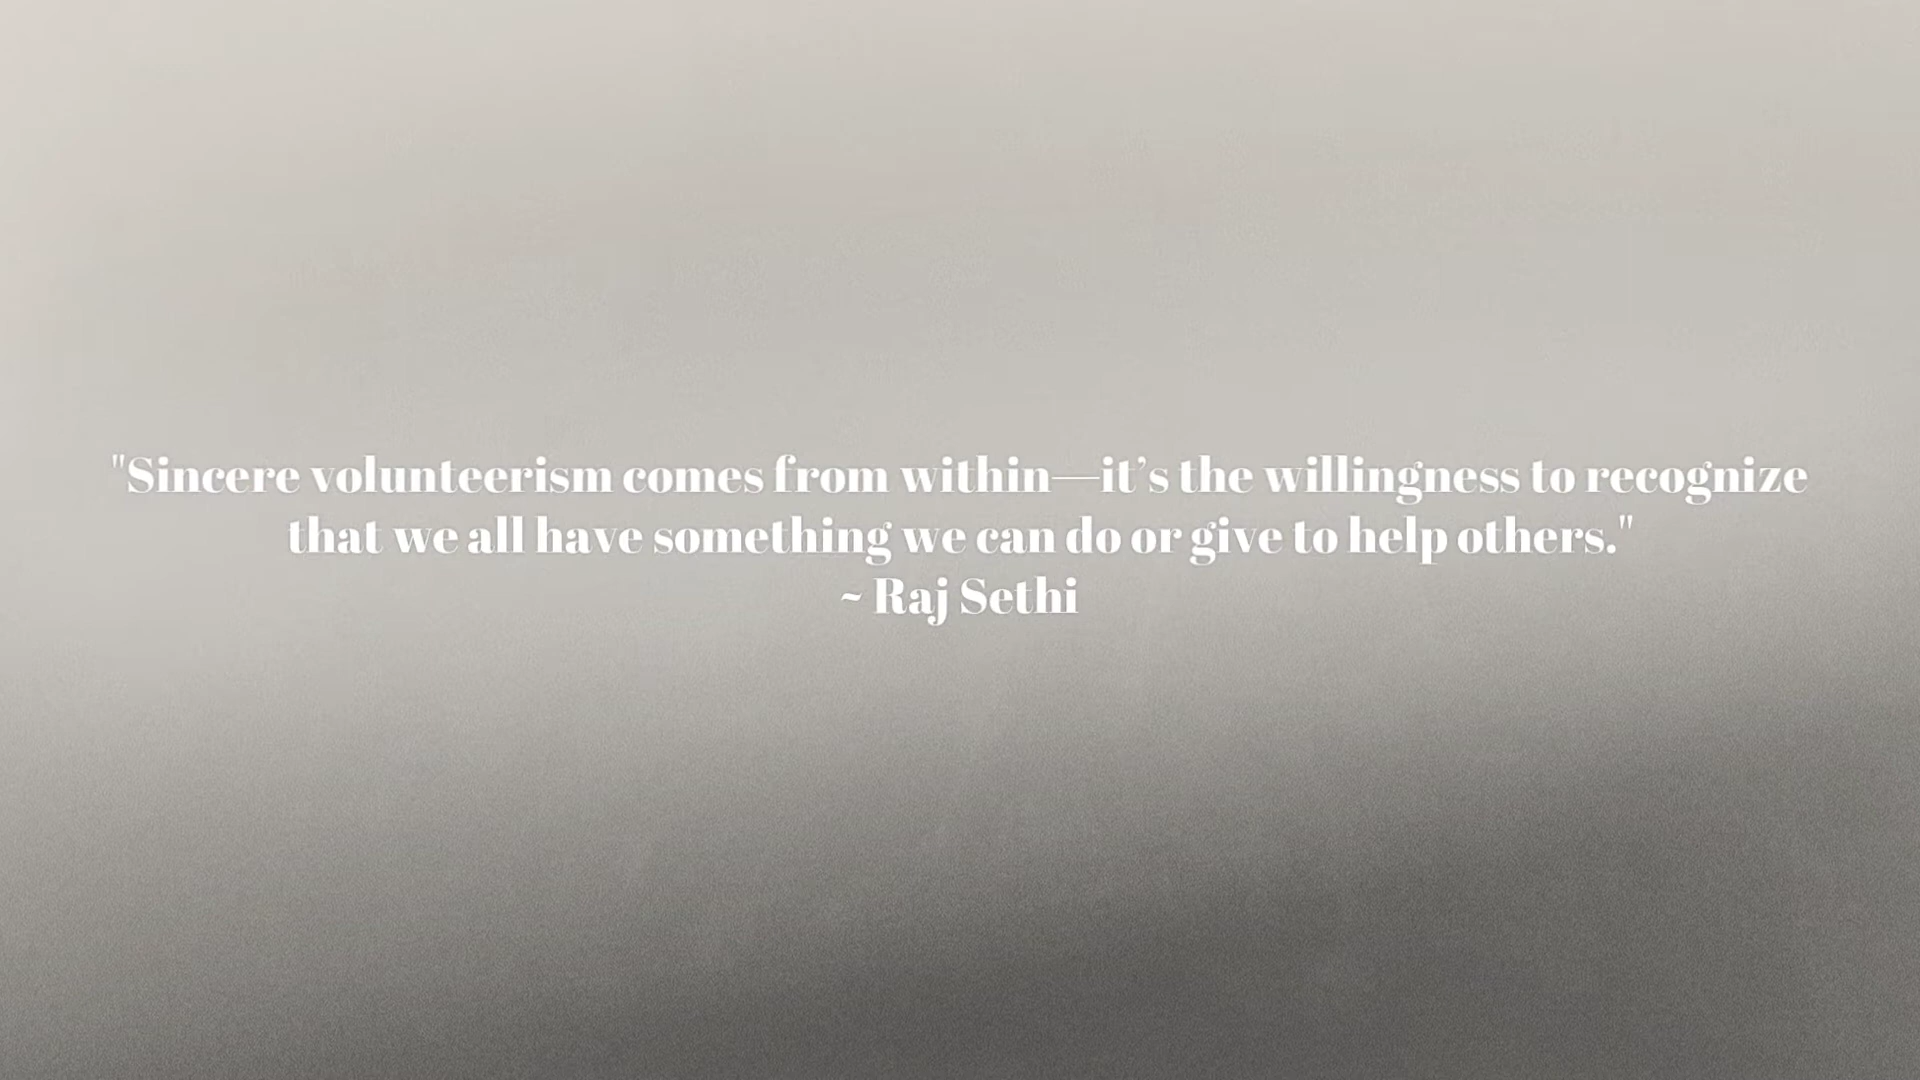 "Sincere volunteerism comes from within—it’s the willingness to recognize
that we all have something we can do or give to help others."
~ Raj Sethi